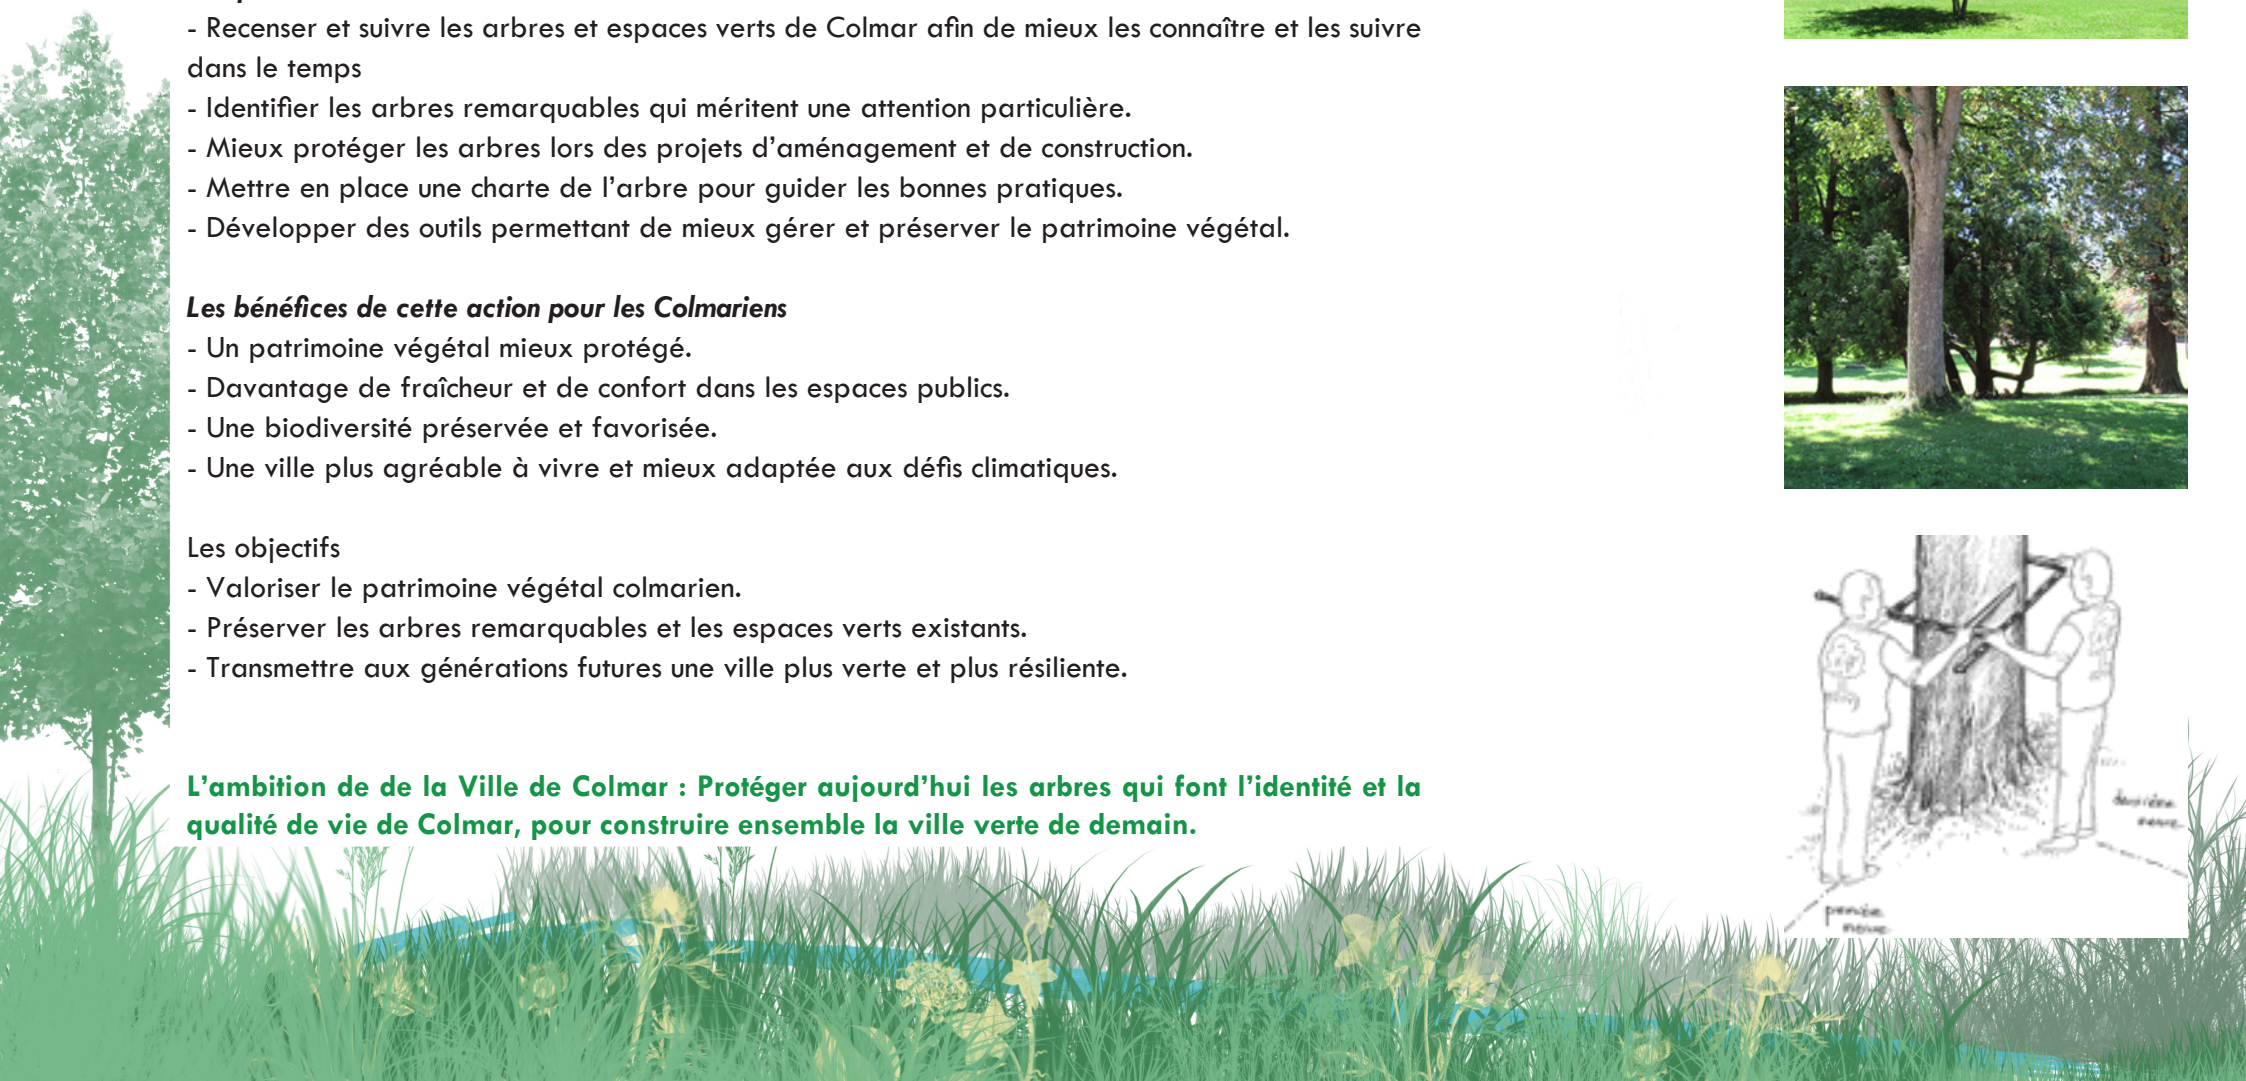 - Recenser et suivre les arbres et espaces verts de Colmar afin de mieux les connaître et les suivre
dans le temps
- Identifier les arbres remarquables qui méritent une attention particulière.
- Mieux protéger les arbres lors des projets d’aménagement et de construction.
- Mettre en place une charte de l’arbre pour guider les bonnes pratiques.
- Développer des outils permettant de mieux gérer et préserver le patrimoine végétal.
Les bénéfices de cette action pour les Colmariens
- Un patrimoine végétal mieux protégé.
- Davantage de fraîcheur et de confort dans les espaces publics.
- Une biodiversité préservée et favorisée.
- Une ville plus agréable à vivre et mieux adaptée aux défis climatiques.
Les objectifs
- Valoriser le patrimoine végétal colmarien.
- Préserver les arbres remarquables et les espaces verts existants.
- Transmettre aux générations futures une ville plus verte et plus résiliente.
L’ambition de de la Ville de Colmar : Protéger aujourd’hui les arbres qui font l’identité et la
qualité de vie de Colmar, pour construire ensemble la ville verte de demain.